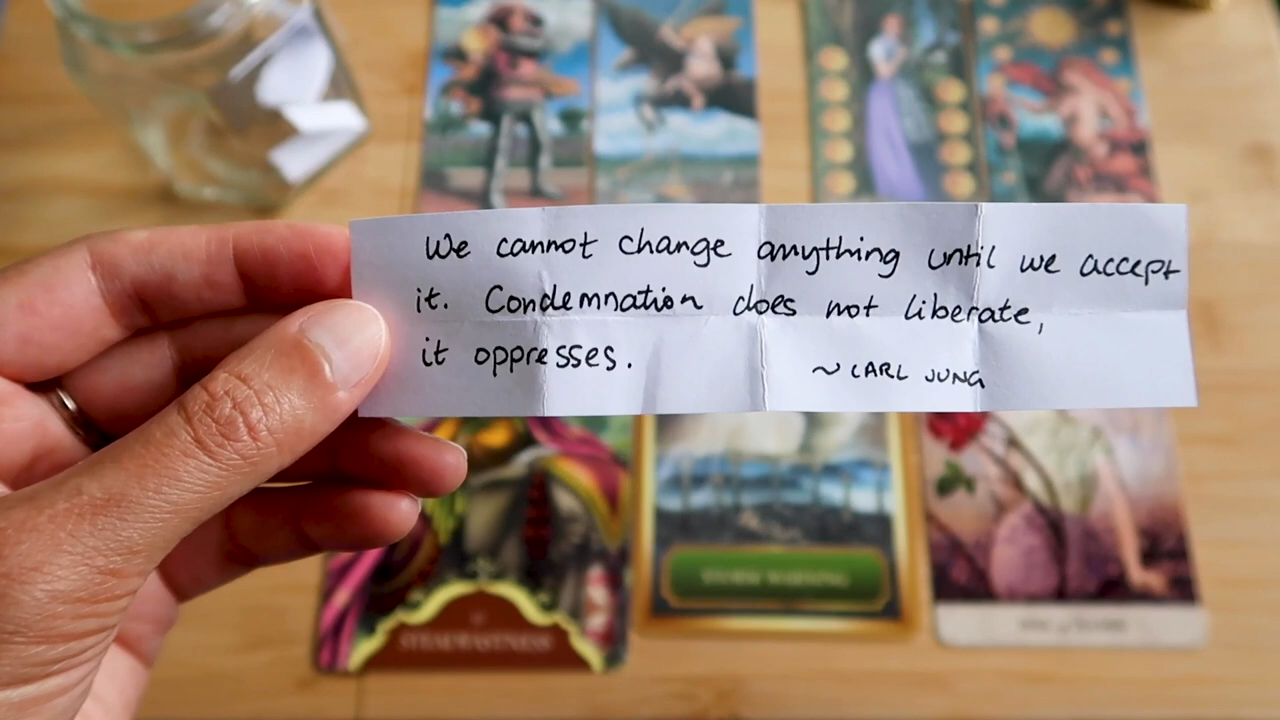 We cannot change anything until we accept
it. Condemnation does not liberate,
it oppresses.
~ CARL JUNG
STEADFASTNESS
STORM WARNING